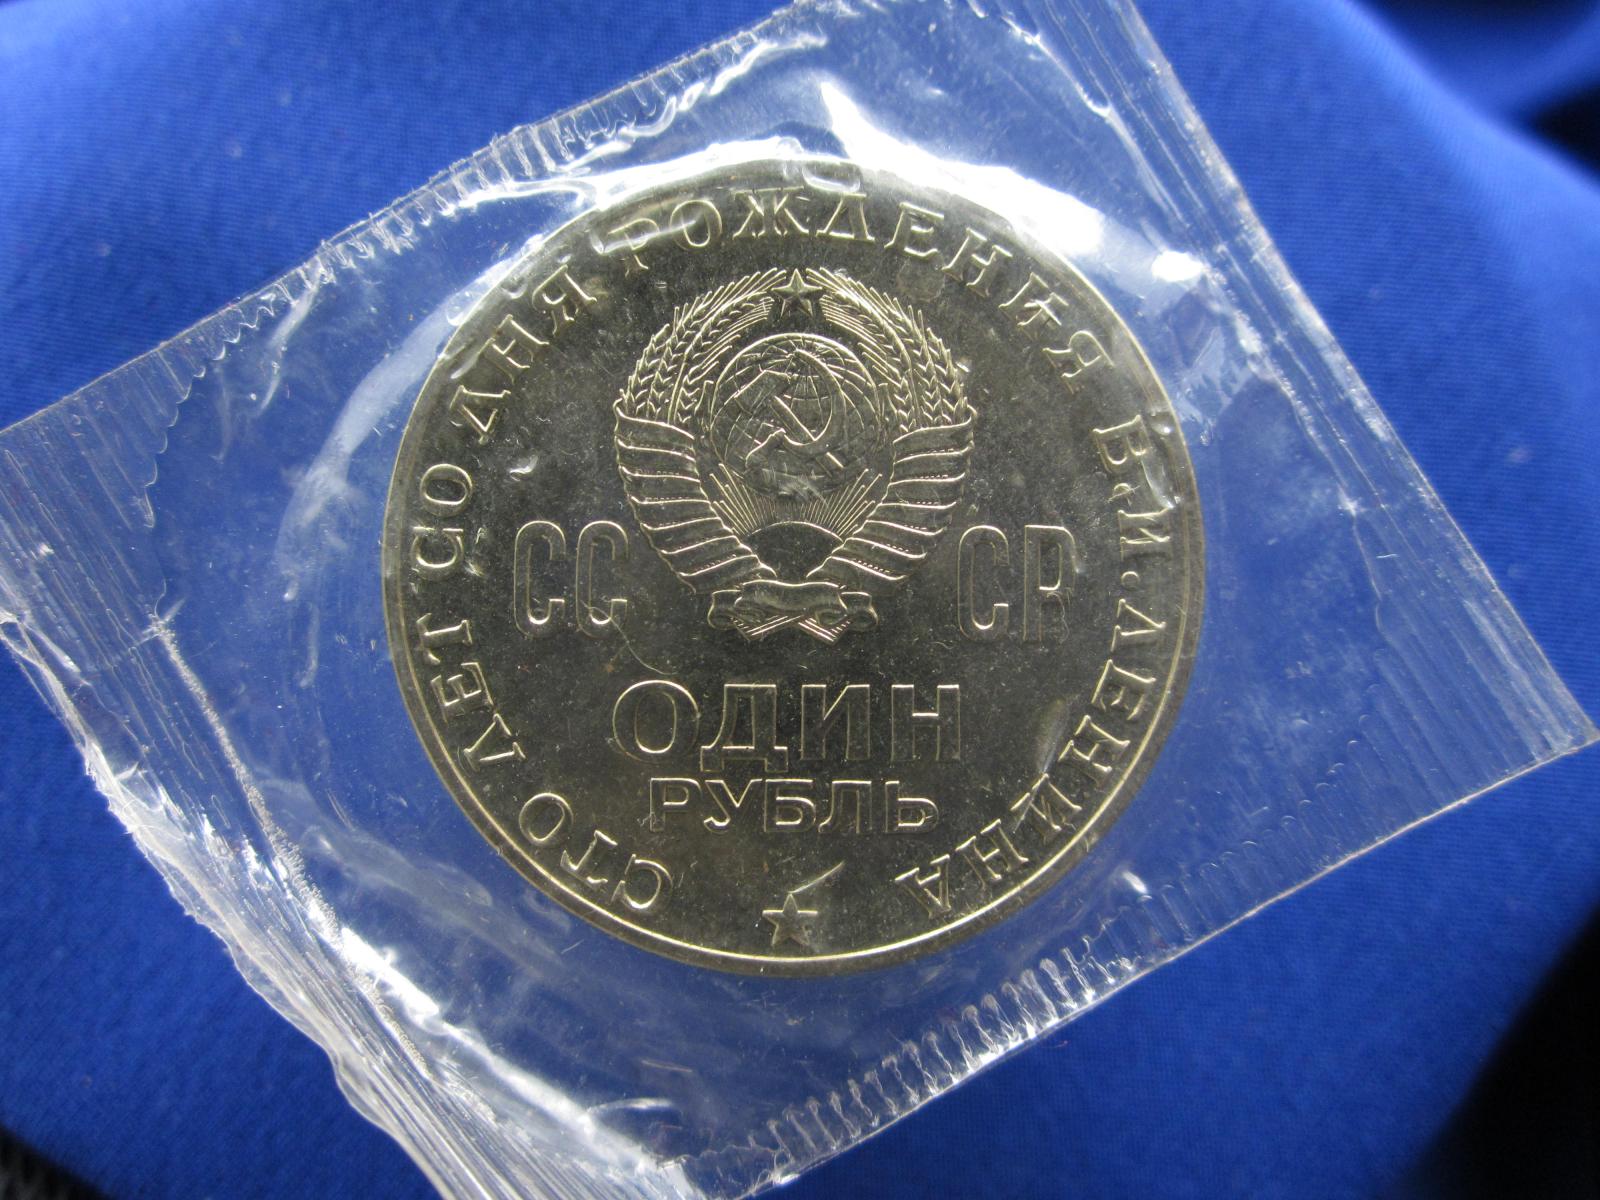 СТО ЛЕТ СО ДНЯ РОЖДЕНИЯ В.И.ЛЕНИНА
СС СР
ОДИН
РУБЛЬ